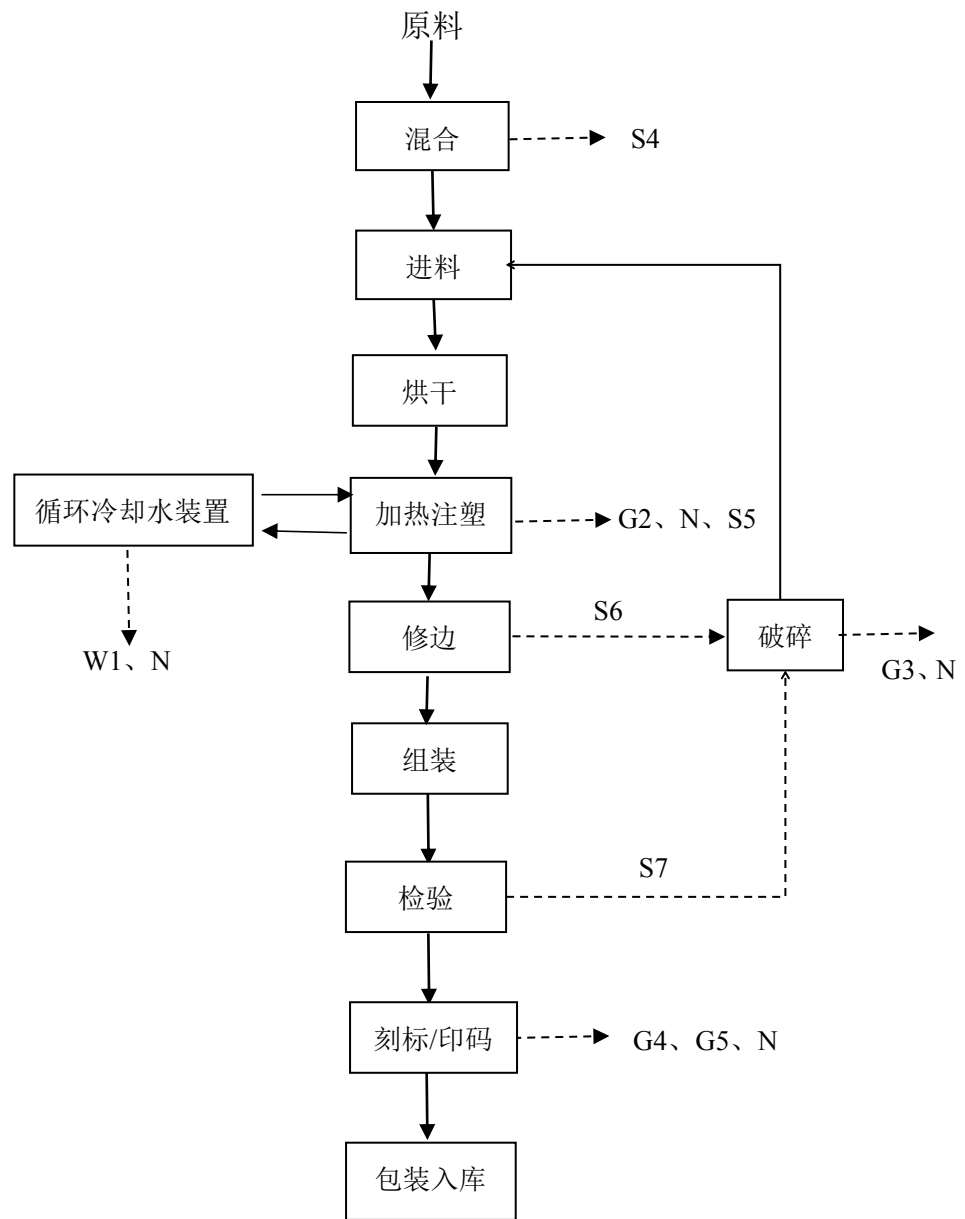 原料
混合
S4
进料
烘干
循环冷却水装置
加热注塑
G2、N、S5
W1、N
修边
S6
破碎
G3、N
组装
检验
S7
刻标/印码
G4、G5、N
包装入库